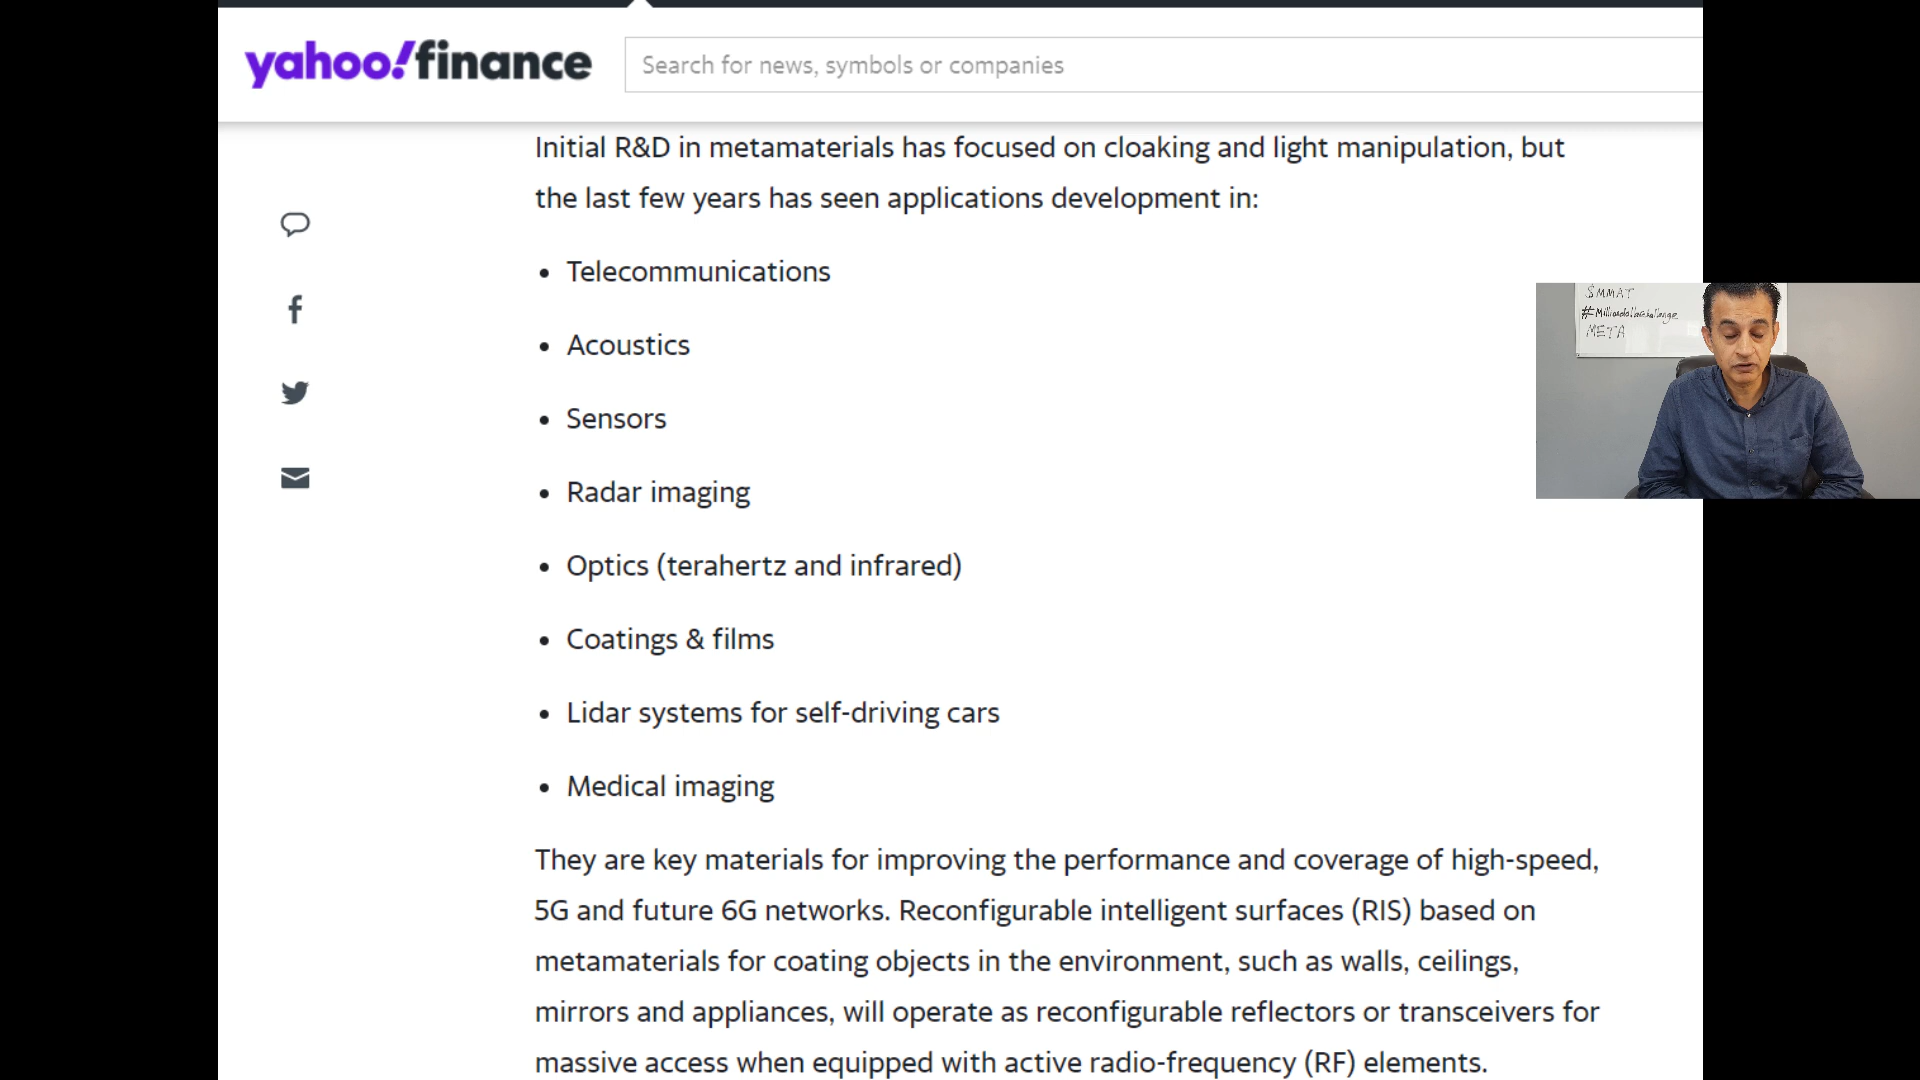 yahoo!finance
Search for news, symbols or companies
Initial R&D in metamaterials has focused on cloaking and light manipulation, but
the last few years has seen applications development in:
• Telecommunications
• Acoustics
• Sensors
• Radar imaging
• Optics (terahertz and infrared)
• Coatings & films
• Lidar systems for self-driving cars
• Medical imaging
They are key materials for improving the performance and coverage of high-speed,
5G and future 6G networks. Reconfigurable intelligent surfaces (RIS) based on
metamaterials for coating objects in the environment, such as walls, ceilings,
mirrors and appliances, will operate as reconfigurable reflectors or transceivers for
massive access when equipped with active radio-frequency (RF) elements.
$MMAT
META